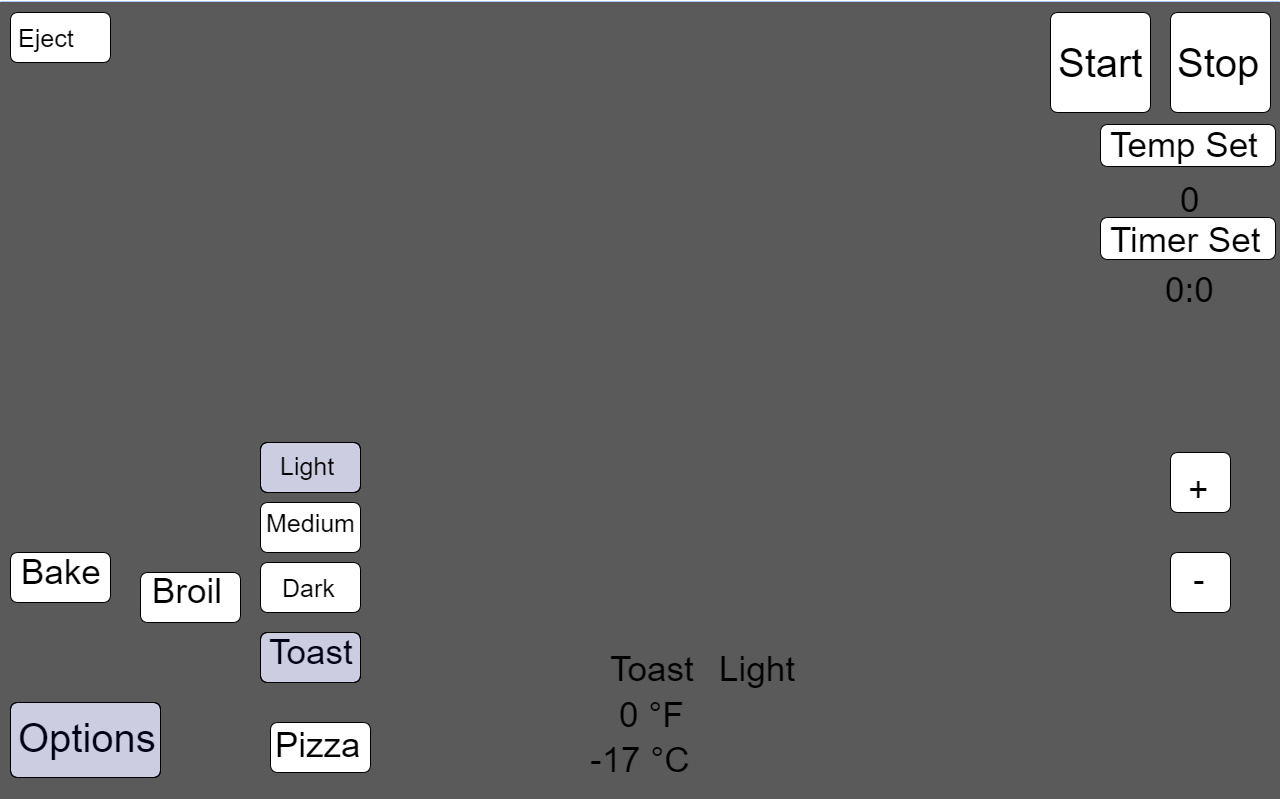 Eject
Start
Stop
Temp Set
0
Timer Set
0:0
Light
Medium
Dark
Toast
Bake
Broil
Options
Pizza
+
-
Toast Light
0 °F
-17 °C